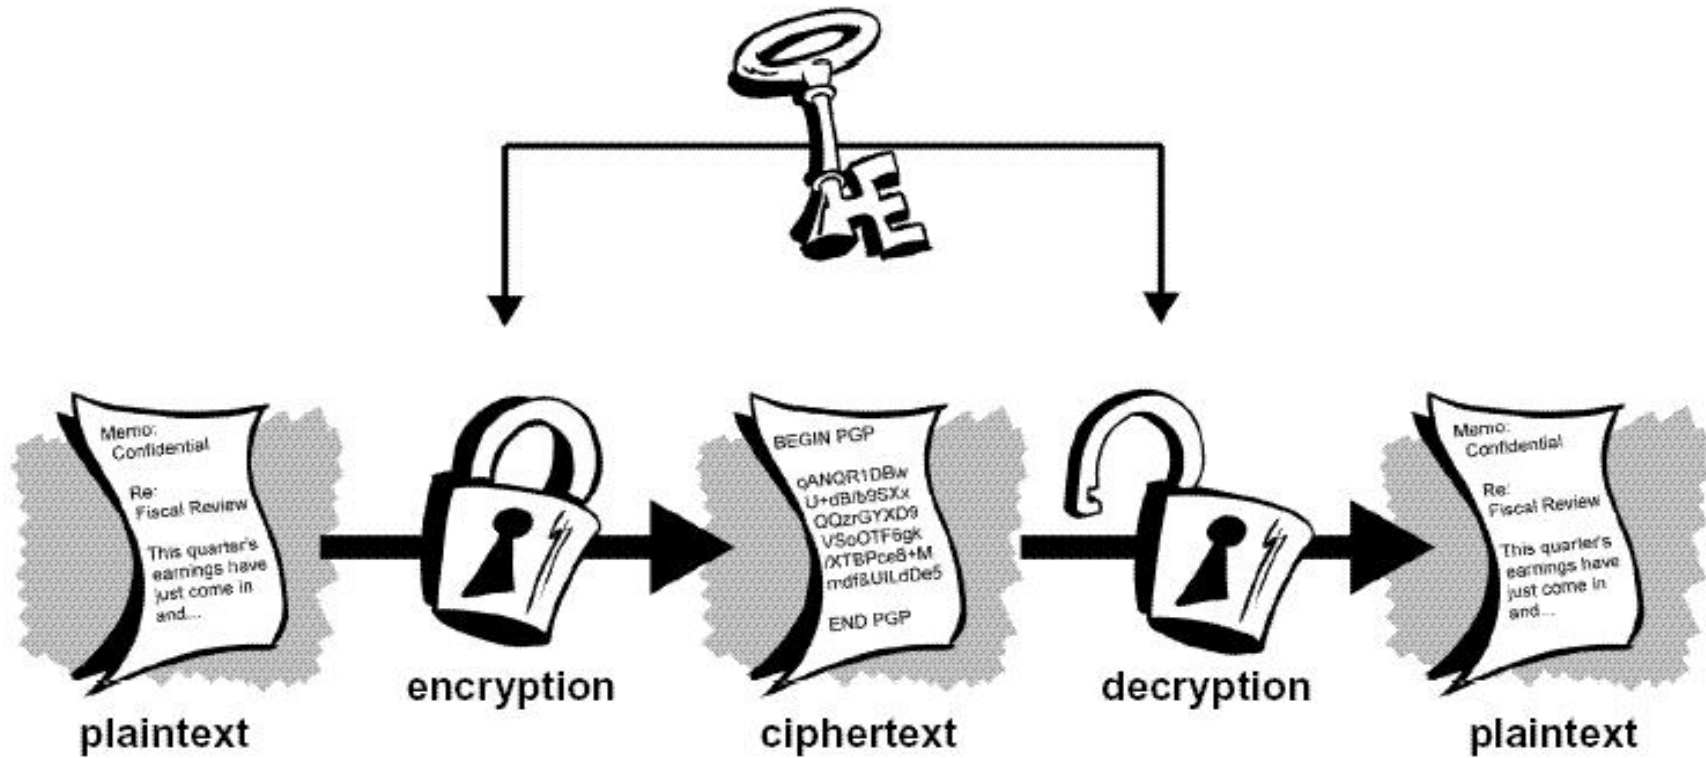 Memo:
Confidential
Re:
Fiscal Review
This quarter's
earnings have
just come in
and...
plaintext
encryption
BEGIN PGP
qANQR1DBw
U+dB/b9SXx
QQzrGYXD9
VSoOTF6gk
/XTBPce8+M
mdf&UILdDe5
END PGP
ciphertext
decryption
Memo:
Confidential
Re:
Fiscal Review
This quarter's
earnings have
just come in
and...
plaintext